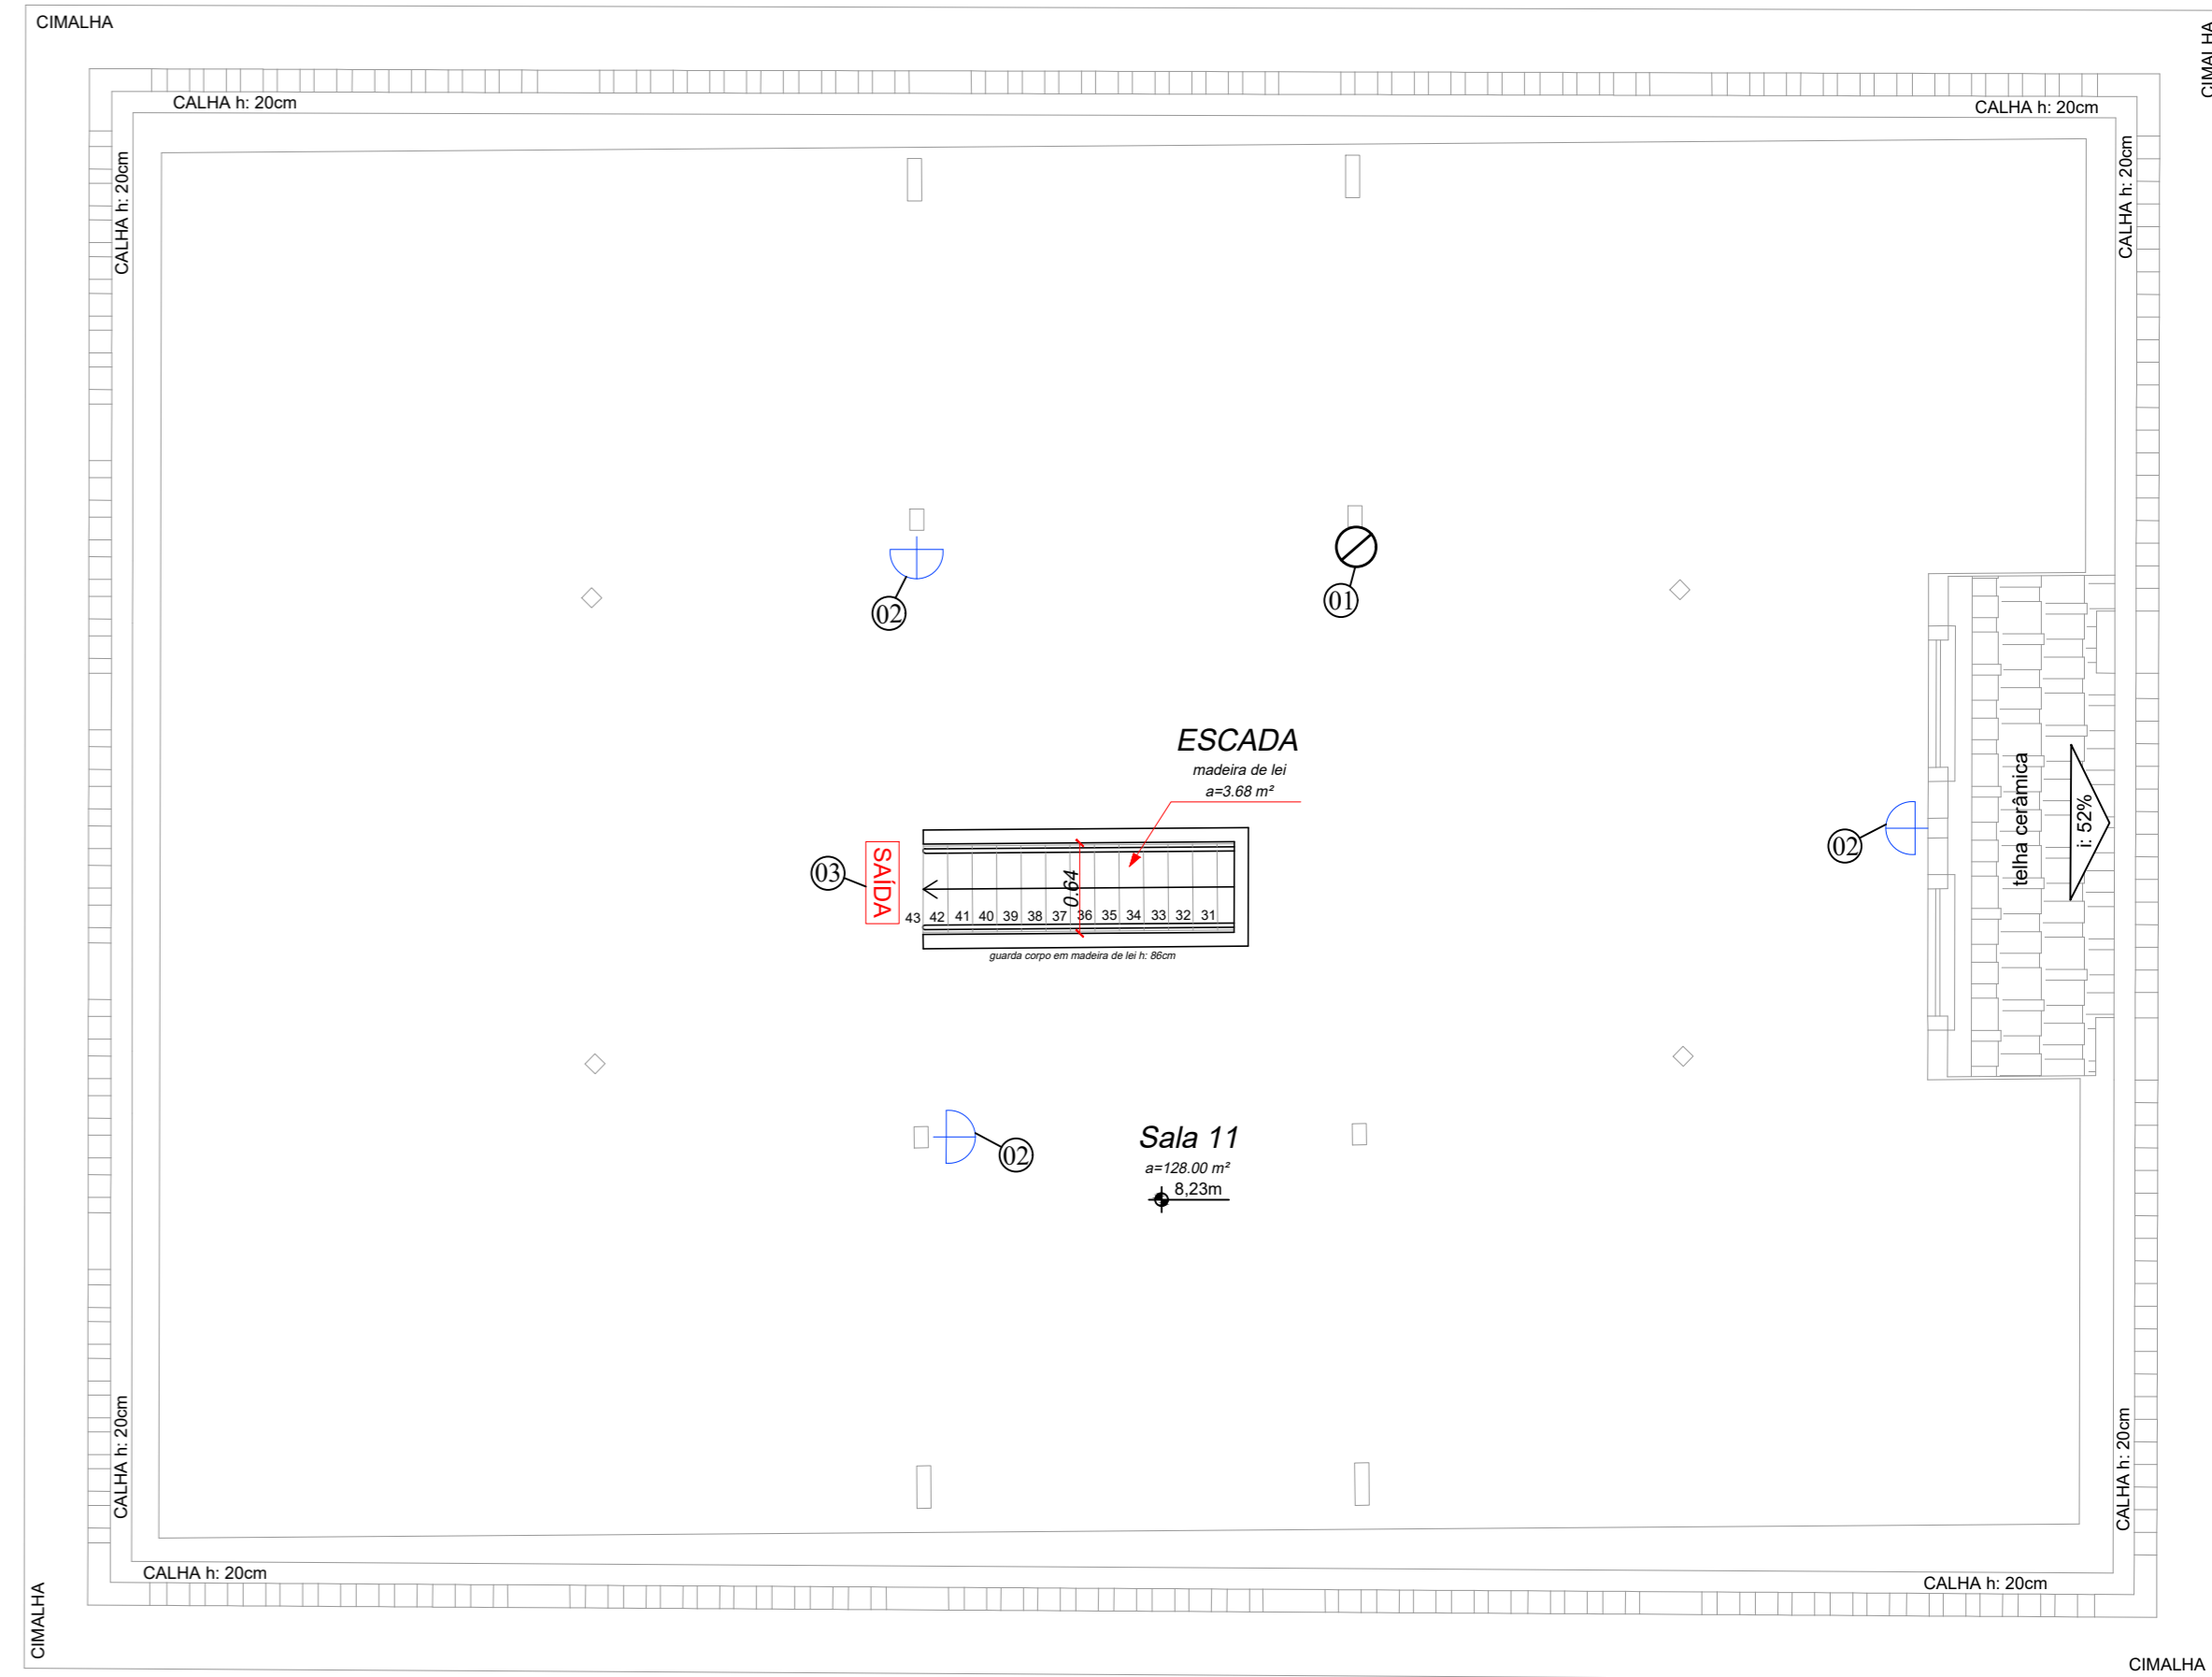 CIMALHA
CIMALHA
CALHA h: 20cm
CALHA h: 20cm
CALHA h: 20cm
CALHA h: 20cm
02
01
ESCADA
madeira de lei
a=3.68 m²
telha cerâmica
i: 52%
02
03
SAÍDA
0.64
43 42 41 40 39 38 37 36 35 34 33 32 31
guarda corpo em madeira de lei h: 86cm
02
Sala 11
a=128.00 m²
8,23m
CALHA h: 20cm
CALHA h: 20cm
CALHA h: 20cm
CALHA h: 20cm
CIMALHA
CIMALHA